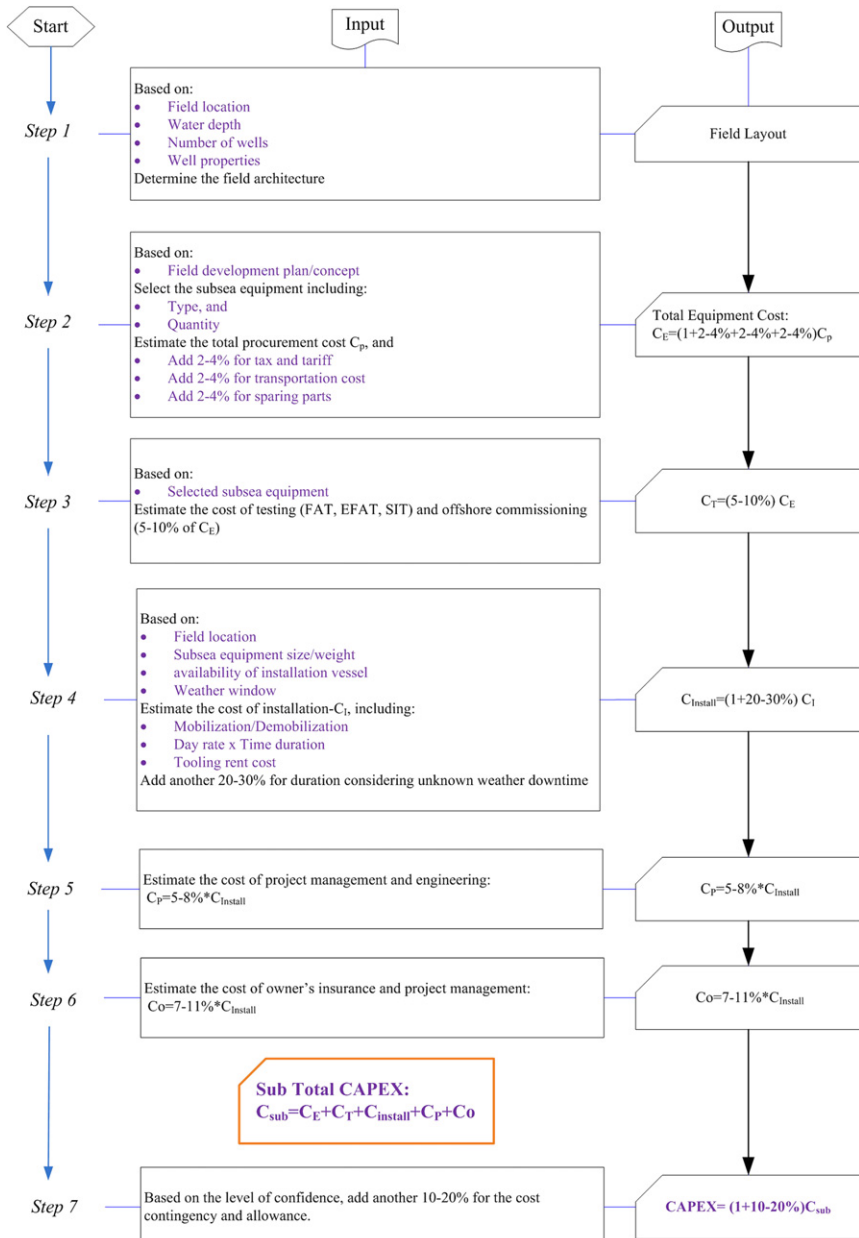 Start
Input
Output
Step 1
Based on:
• Field location
• Water depth
• Number of wells
• Well properties
Determine the field architecture
Field Layout
Step 2
Based on:
• Field development plan/concept
Select the subsea equipment including:
• Type, and
• Quantity
Estimate the total procurement cost Cp, and
• Add 2-4% for tax and tariff
• Add 2-4% for transportation cost
• Add 2-4% for sparing parts
Total Equipment Cost:
CE=(1+2-4%+2-4%+2-4%)Cp
Step 3
Based on:
• Selected subsea equipment
Estimate the cost of testing (FAT, EFAT, SIT) and offshore commissioning
(5-10% of CE)
CT=(5-10%) CE
Step 4
Based on:
• Field location
• Subsea equipment size/weight
• availability of installation vessel
• Weather window
Estimate the cost of installation-CI, including:
• Mobilization/Demobilization
• Day rate x Time duration
• Tooling rent cost
Add another 20-30% for duration considering unknown weather downtime
CInstall=(1+20-30%) CI
Step 5
Estimate the cost of project management and engineering:
CP=5-8%*CInstall
CP=5-8%*CInstall
Step 6
Estimate the cost of owner's insurance and project management:
Co=7-11%*CInstall
Co=7-11%*CInstall
Sub Total CAPEX:
Csub=CE+CT+Cinstall+CP+Co
Step 7
Based on the level of confidence, add another 10-20% for the cost
contingency and allowance.
CAPEX= (1+10-20%)Csub